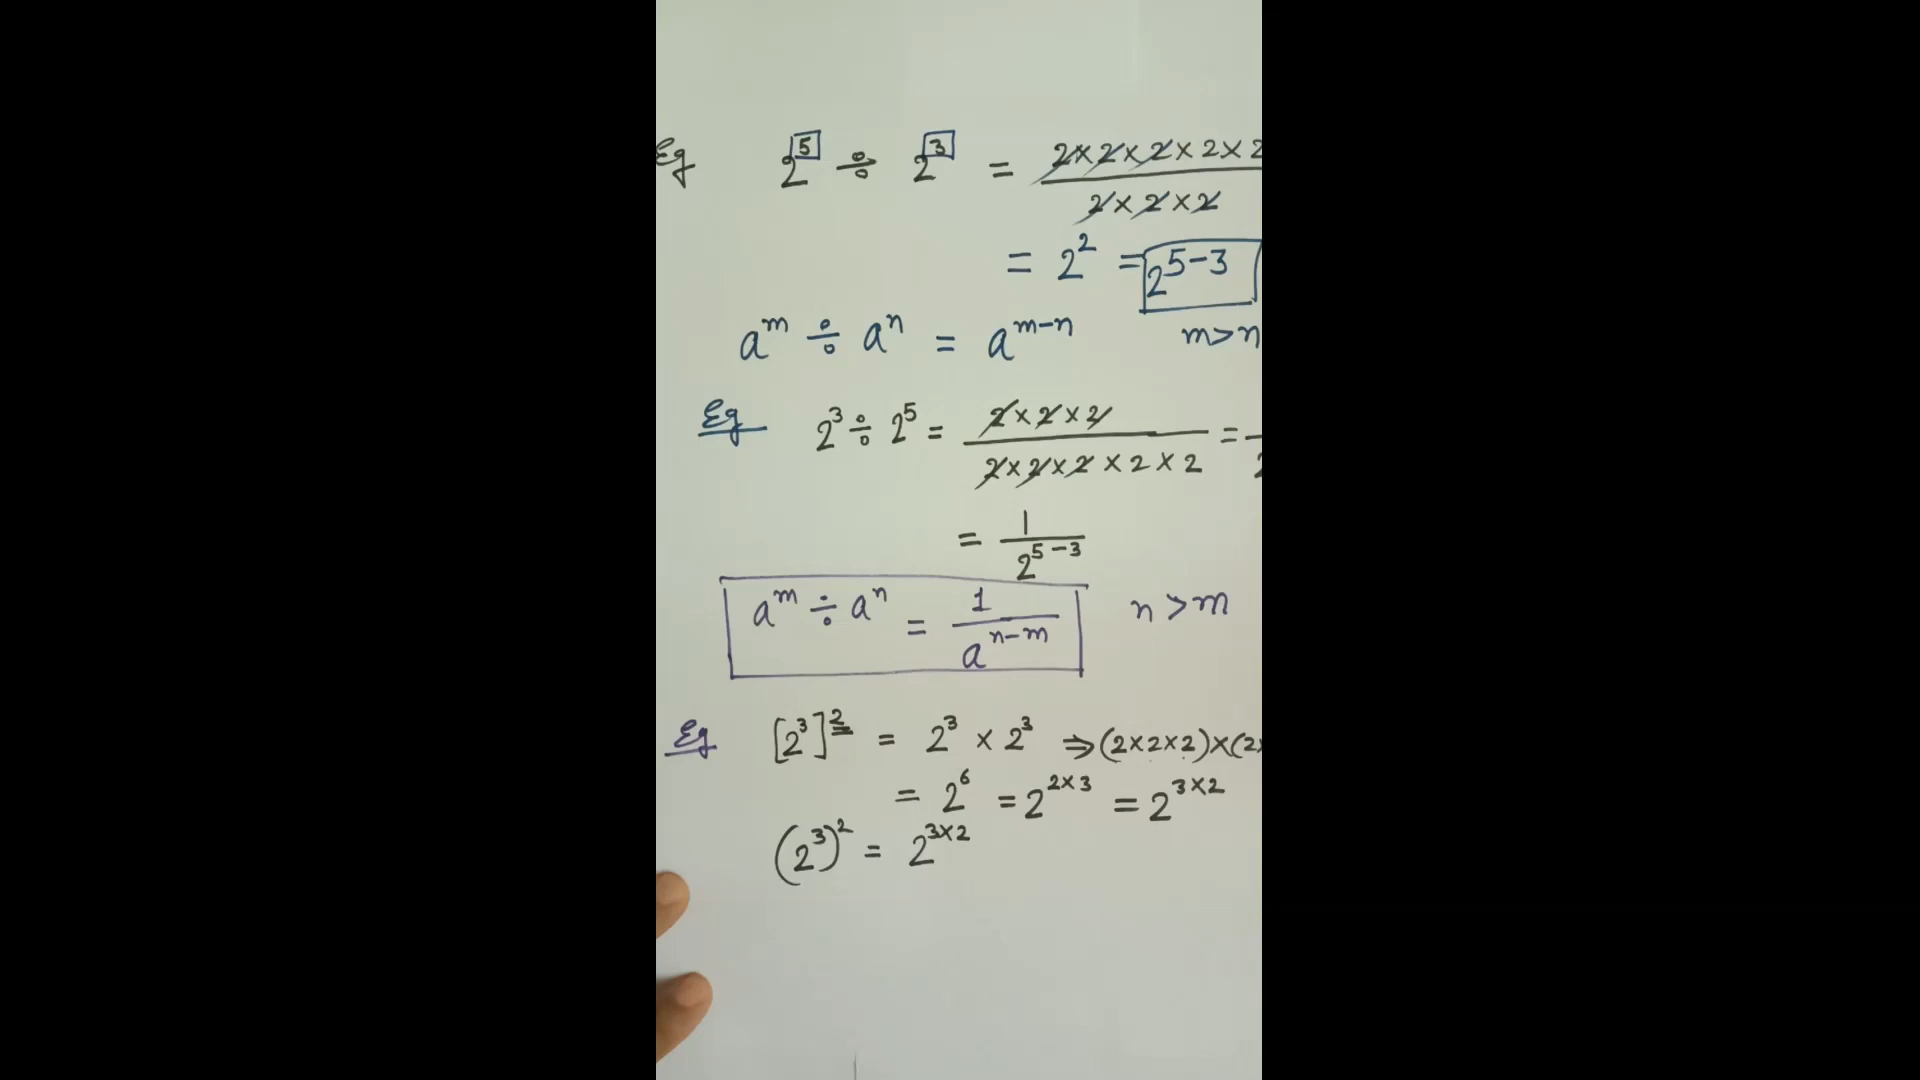 Eg 2^5 ÷ 2^3 = (2×2×2×2×2)/(2×2×2)
= 2^2 = 2^(5-3)
a^m ÷ a^n = a^(m-n) m>n
Eg 2^3 ÷ 2^5 = (2×2×2)/(2×2×2×2×2) =
= 1/2^(5-3)
a^m ÷ a^n = 1/a^(n-m) n>m
Eg [2^3]^2 = 2^3 × 2^3 ⇒ (2×2×2)×(2×
= 2^6 = 2^(2×3) = 2^(3×2)
(2^3)^2 = 2^(3×2)